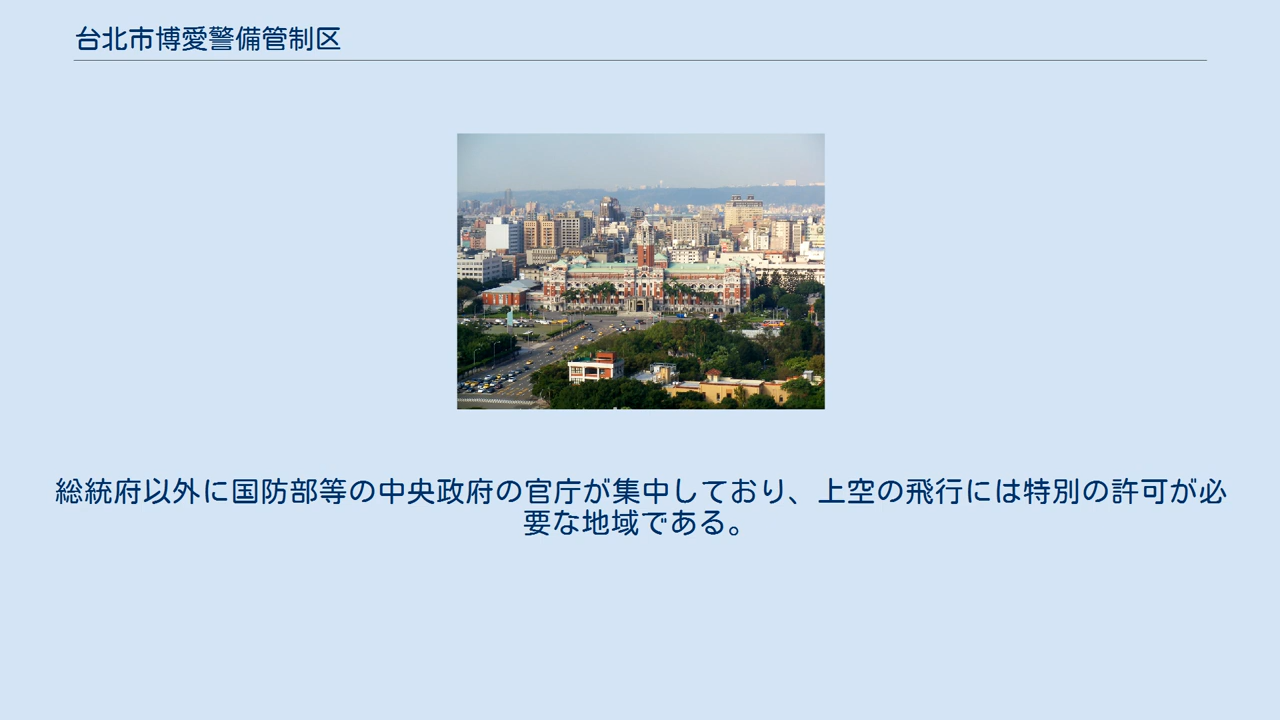 台北市博愛警備管制区
総統府以外に国防部等の中央政府の官庁が集中しており、上空の飛行には特別の許可が必
要な地域である。